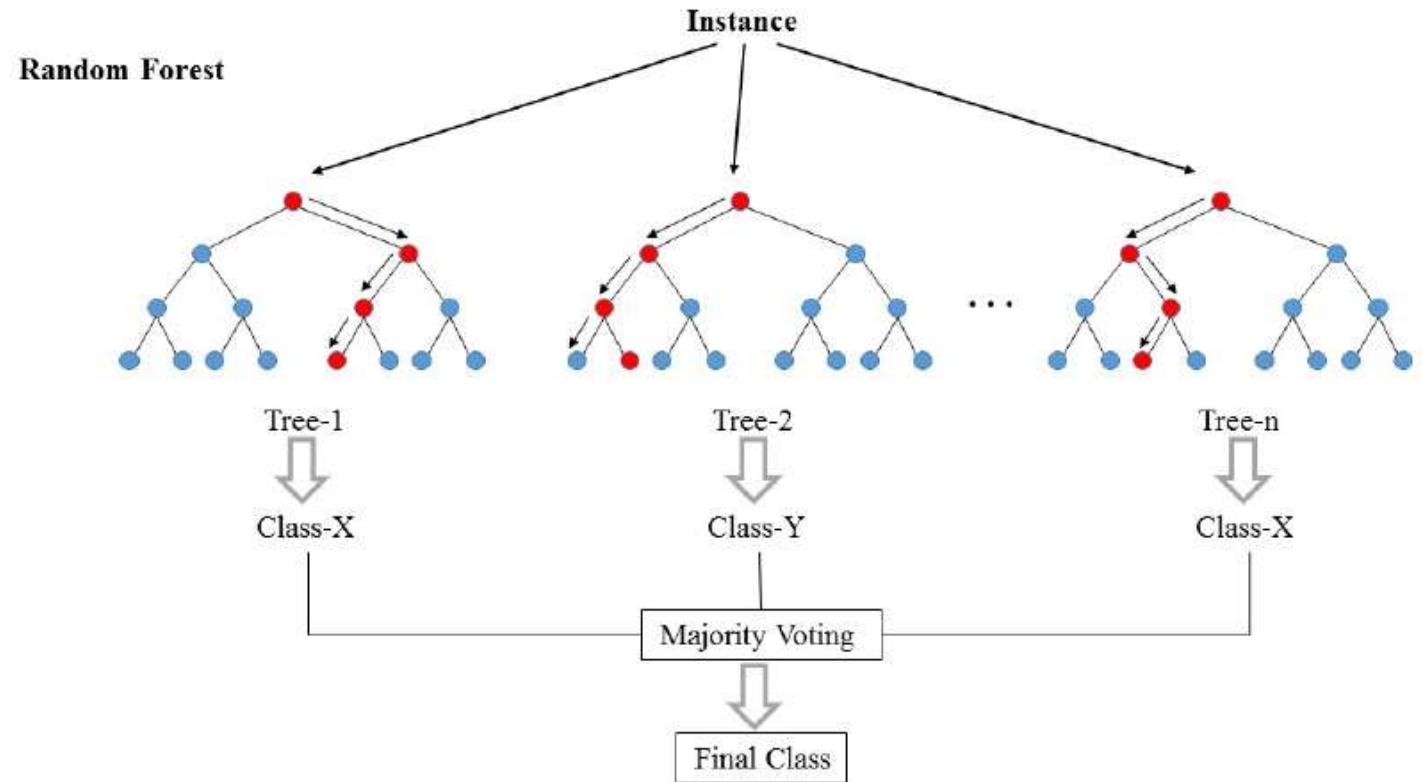 Instance
Random Forest
. . .
Tree-1
Tree-2
Tree-n
Class-X
Class-Y
Class-X
Majority Voting
Final Class